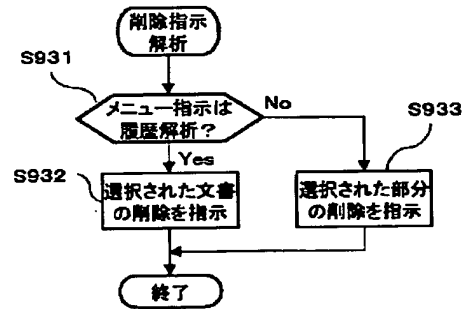 削除指示
解析
S931
メニュー指示は
履歴解析？
No
S933
Yes
S932
選択された文書
の削除を指示
選択された部分
の削除を指示
終了